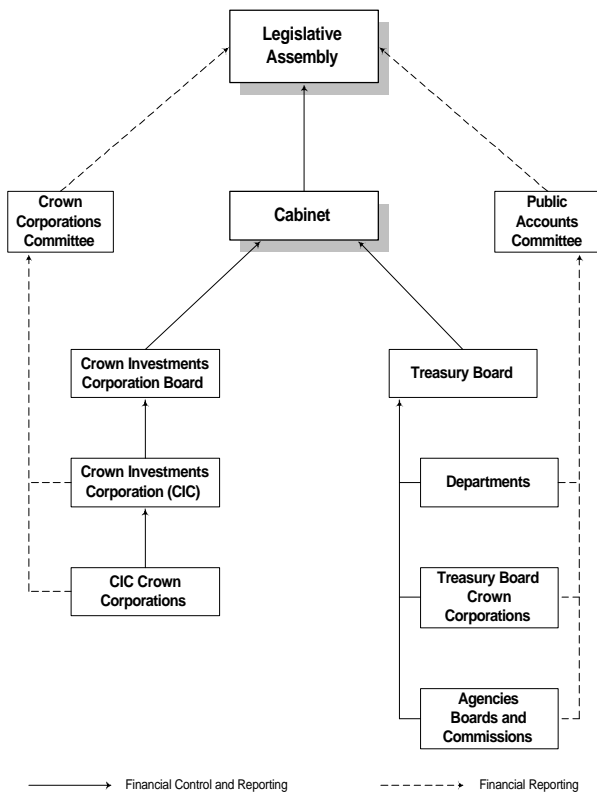 Legislative
Assembly
Crown
Corporations
Committee
Cabinet
Public
Accounts
Committee
Crown Investments
Corporation Board
Treasury Board
Crown Investments
Corporation (CIC)
Departments
CIC Crown
Corporations
Treasury Board
Crown
Corporations
Agencies
Boards and
Commissions
Financial Control and Reporting
Financial Reporting